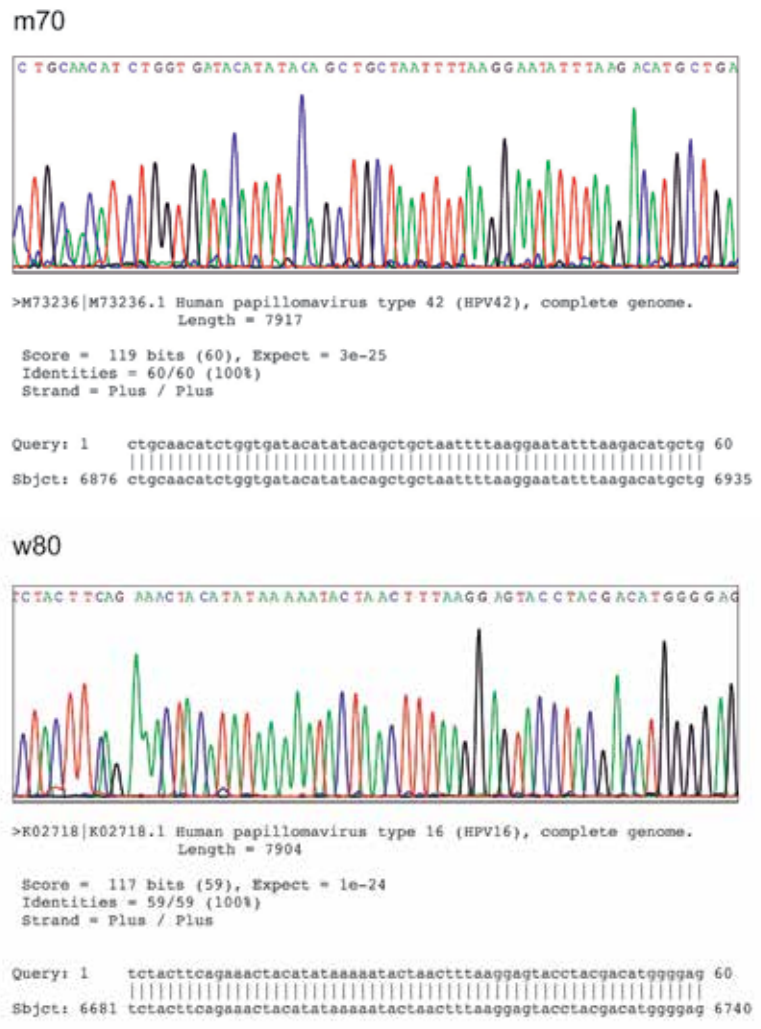 m70
C TGCAACAT CTGGT GATACATATACA GCTGCTAATTTTAAGGAATATTTAAGACATGCTGA
>M73236|M73236.1 Human papillomavirus type 42 (HPV42), complete genome.
Length = 7917
Score = 119 bits (60), Expect = 3e-25
Identities = 60/60 (100%)
Strand = Plus / Plus
Query: 1 ctgcaacatctggtgatacatatacagctgctaattttaaggaatatttaagacatgctg 60
Sbjct: 6876 ctgcaacatctggtgatacatatacagctgctaattttaaggaatatttaagacatgctg 6935
w80
TCTACTTCAG AAACTACATATAAAAATACTAACTTTAAGG AGTACCTACGACATGGGGAG
>K02718|K02718.1 Human papillomavirus type 16 (HPV16), complete genome.
Length = 7904
Score = 117 bits (59), Expect = 1e-24
Identities = 59/59 (100%)
Strand = Plus / Plus
Query: 1 tctacttcagaaactacatataaaaatactaactttaaggagtacctacgacatggggag 60
Sbjct: 6681 tctacttcagaaactacatataaaaatactaactttaaggagtacctacgacatggggag 6740